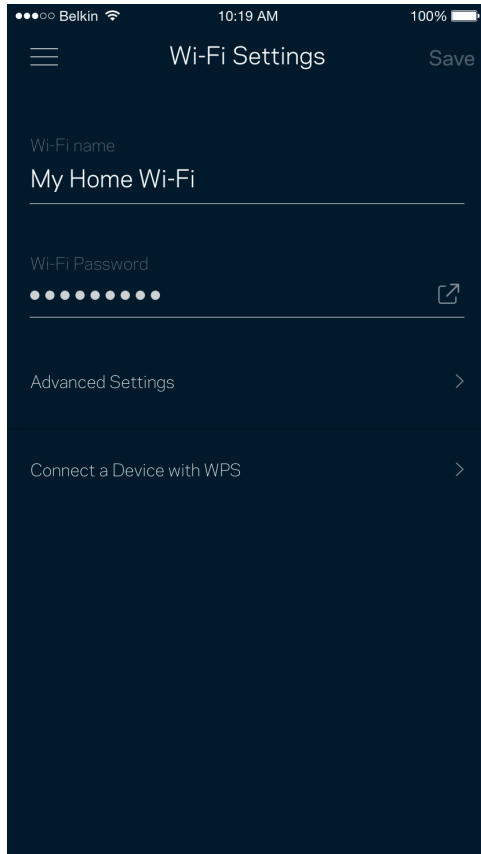 Belkin 10:19 AM 100%
Wi-Fi Settings Save
Wi-Fi name
My Home Wi-Fi
Wi-Fi Password
●●●●●●●●●
Advanced Settings
Connect a Device with WPS